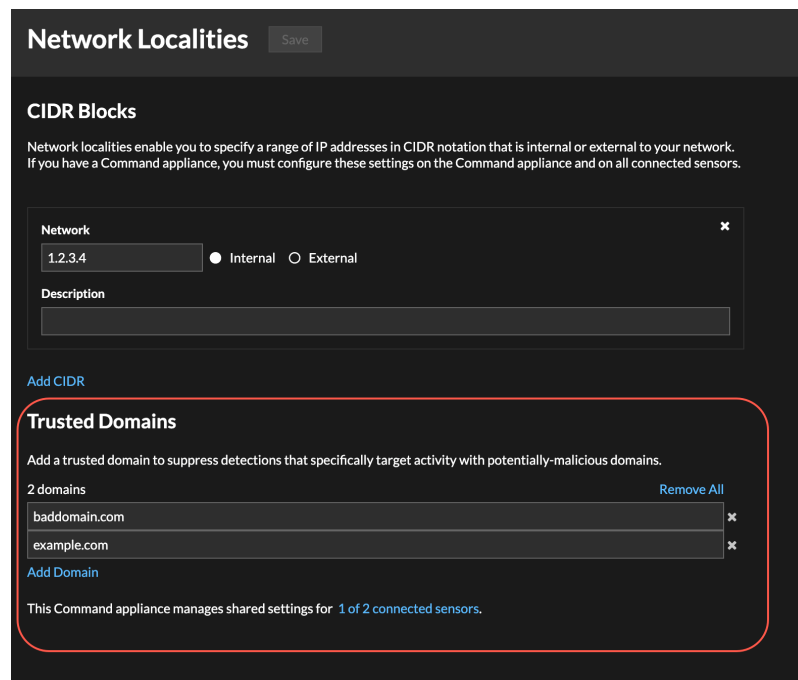 Network Localities Save
CIDR Blocks
Network localities enable you to specify a range of IP addresses in CIDR notation that is internal or external to your network.
If you have a Command appliance, you must configure these settings on the Command appliance and on all connected sensors.
Network
1.2.3.4 Internal External
Description
Add CIDR
Trusted Domains
Add a trusted domain to suppress detections that specifically target activity with potentially-malicious domains.
2 domains Remove All
baddomain.com
example.com
Add Domain
This Command appliance manages shared settings for 1 of 2 connected sensors.